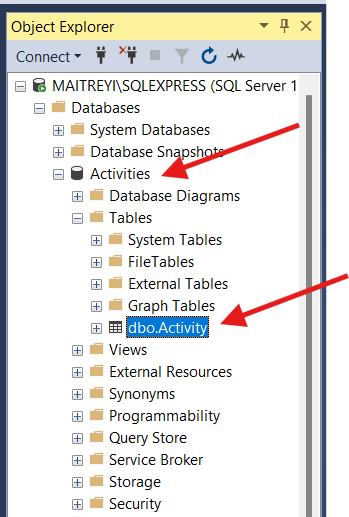 Object Explorer
Connect
MAITREYI\SQLEXPRESS (SQL Server 1
Databases
System Databases
Database Snapshots
Activities
Database Diagrams
Tables
System Tables
FileTables
External Tables
Graph Tables
dbo.Activity
Views
External Resources
Synonyms
Programmability
Query Store
Service Broker
Storage
Security